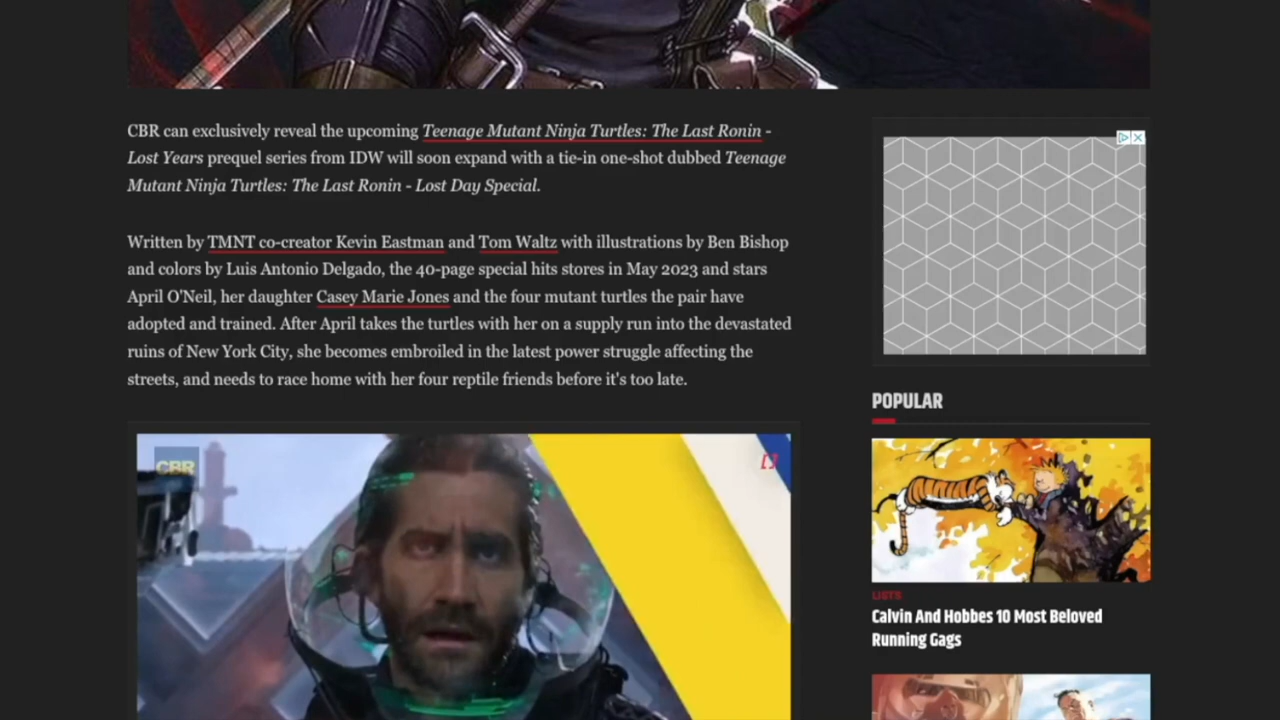 CBR can exclusively reveal the upcoming Teenage Mutant Ninja Turtles: The Last Ronin -
Lost Years prequel series from IDW will soon expand with a tie-in one-shot dubbed Teenage
Mutant Ninja Turtles: The Last Ronin - Lost Day Special.
Written by TMNT co-creator Kevin Eastman and Tom Waltz with illustrations by Ben Bishop
and colors by Luis Antonio Delgado, the 40-page special hits stores in May 2023 and stars
April O'Neil, her daughter Casey Marie Jones and the four mutant turtles the pair have
adopted and trained. After April takes the turtles with her on a supply run into the devastated
ruins of New York City, she becomes embroiled in the latest power struggle affecting the
streets, and needs to race home with her four reptile friends before it's too late.
CBR
POPULAR
LISTS
Calvin And Hobbes 10 Most Beloved
Running Gags